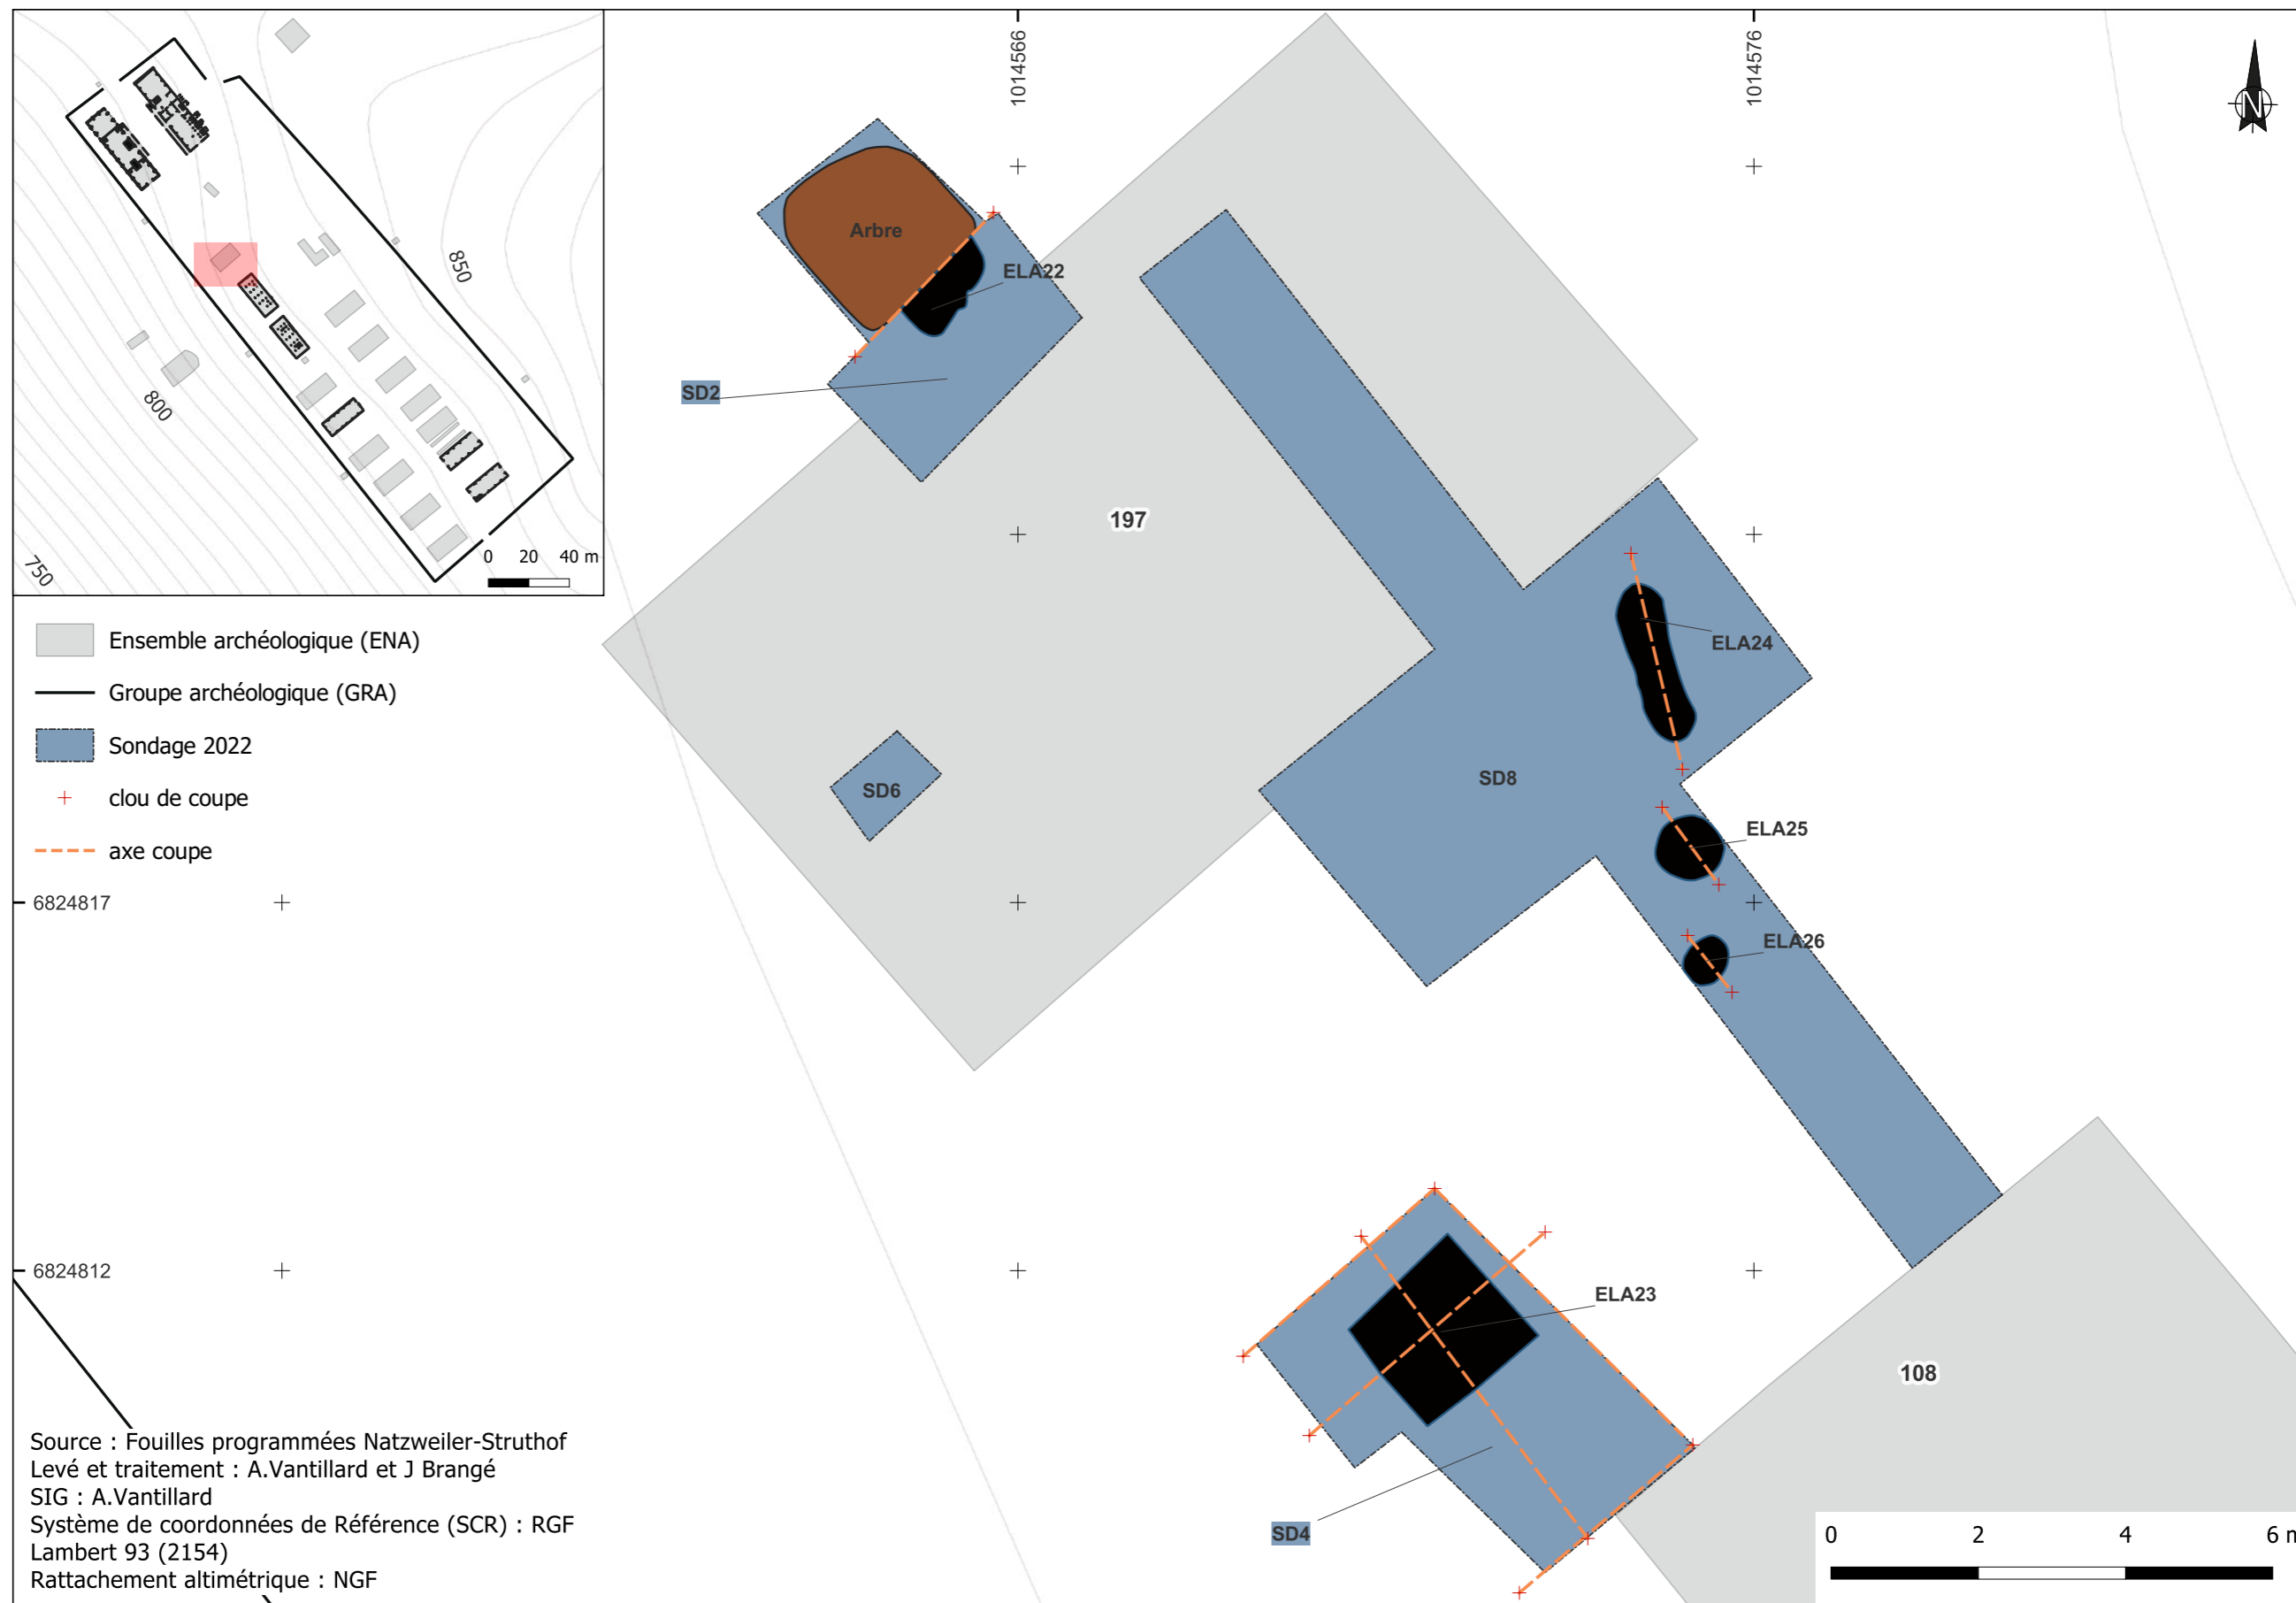 1014566
1014576
N
850
800
750
0 20 40 m
Arbre
ELA22
SD2
197
ELA24
SD8
SD6
ELA25
ELA26
Ensemble archéologique (ENA)
Groupe archéologique (GRA)
Sondage 2022
clou de coupe
axe coupe
6824817
6824812
ELA23
108
SD4
Source : Fouilles programmées Natzweiler-Struthof
Levé et traitement : A.Vantillard et J Brangé
SIG : A.Vantillard
Système de coordonnées de Référence (SCR) : RGF
Lambert 93 (2154)
Rattachement altimétrique : NGF
0 2 4 6 m